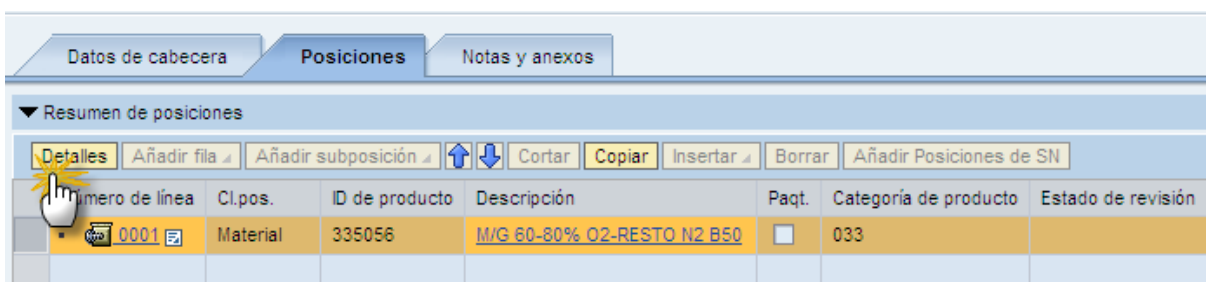 Datos de cabecera Posiciones Notas y anexos
Resumen de posiciones
Detalles Añadir fila Añadir subposición Cortar Copiar Insertar Borrar Añadir Posiciones de SN
Número de línea Cl.pos. ID de producto Descripción Paqt. Categoría de producto Estado de revisión
0001 Material 335056 M/G 60-80% O2-RESTO N2 B50 033